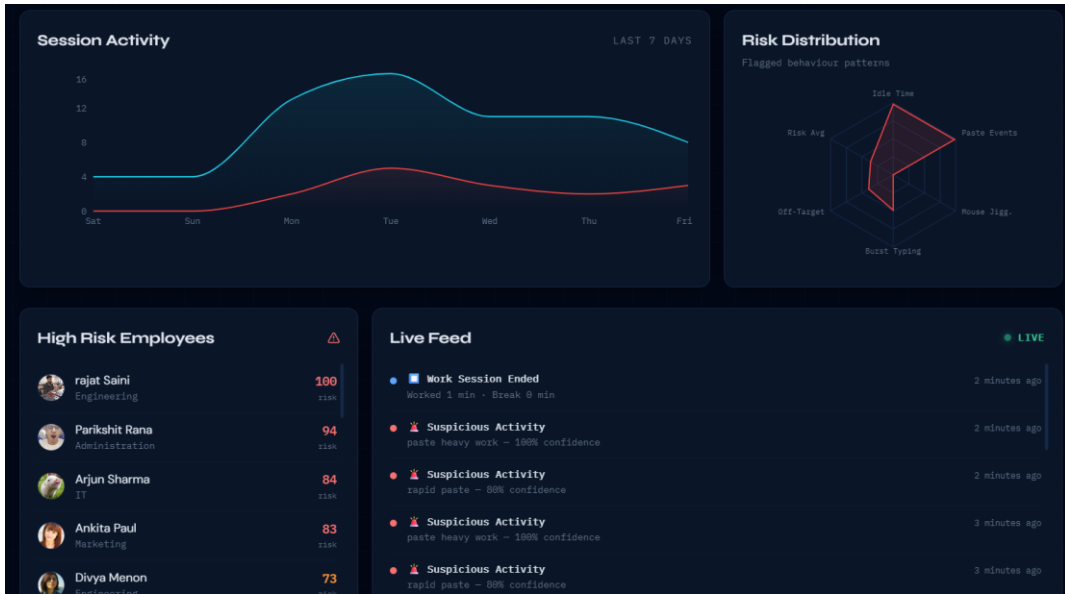 Session Activity
LAST 7 DAYS
16
12
8
4
0
Sat Sun Mon Tue Wed Thu Fri
Risk Distribution
Flagged behaviour patterns
Idle Time
Risk Avg
Paste Events
Off-Target
Mouse Jigg.
Burst Typing
High Risk Employees
rajat Saini
100
Engineering
risk
Parikshit Rana
94
Administration
risk
Arjun Sharma
84
IT
risk
Ankita Paul
83
Marketing
risk
Divya Menon
73
Engineering
risk
Live Feed
LIVE
Work Session Ended
2 minutes ago
Worked 1 min · Break 0 min
Suspicious Activity
2 minutes ago
paste heavy work — 100% confidence
Suspicious Activity
2 minutes ago
rapid paste — 80% confidence
Suspicious Activity
3 minutes ago
paste heavy work — 100% confidence
Suspicious Activity
3 minutes ago
rapid paste — 80% confidence